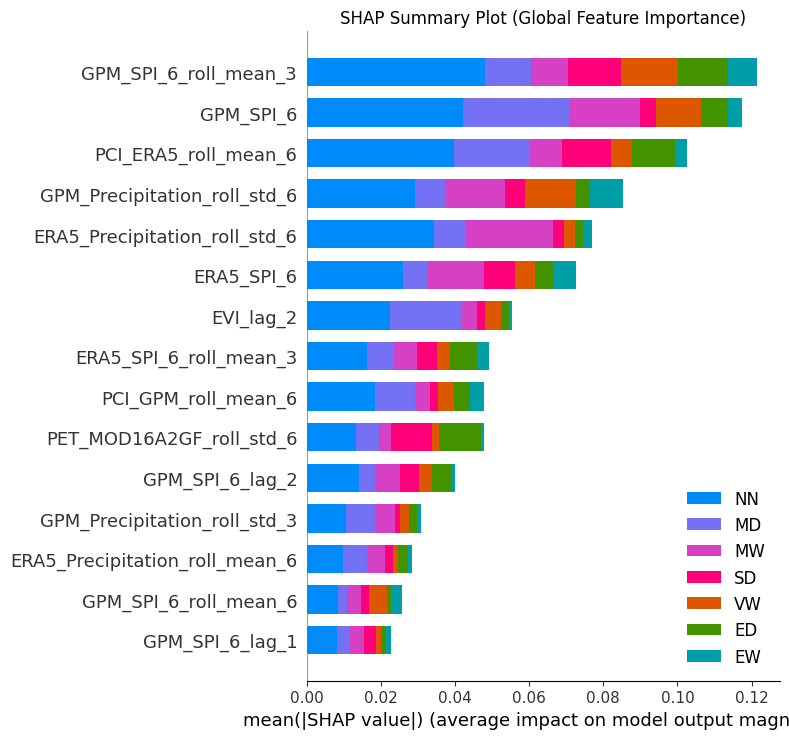 SHAP Summary Plot (Global Feature Importance)
GPM_SPI_6_roll_mean_3
GPM_SPI_6
PCI_ERA5_roll_mean_6
GPM_Precipitation_roll_std_6
ERA5_Precipitation_roll_std_6
ERA5_SPI_6
EVI_lag_2
ERA5_SPI_6_roll_mean_3
PCI_GPM_roll_mean_6
PET_MOD16A2GF_roll_std_6
GPM_SPI_6_lag_2
GPM_Precipitation_roll_std_3
ERA5_Precipitation_roll_mean_6
GPM_SPI_6_roll_mean_6
GPM_SPI_6_lag_1
NN
MD
MW
SD
VW
ED
EW
0.00 0.02 0.04 0.06 0.08 0.10 0.12
mean(|SHAP value|) (average impact on model output magn